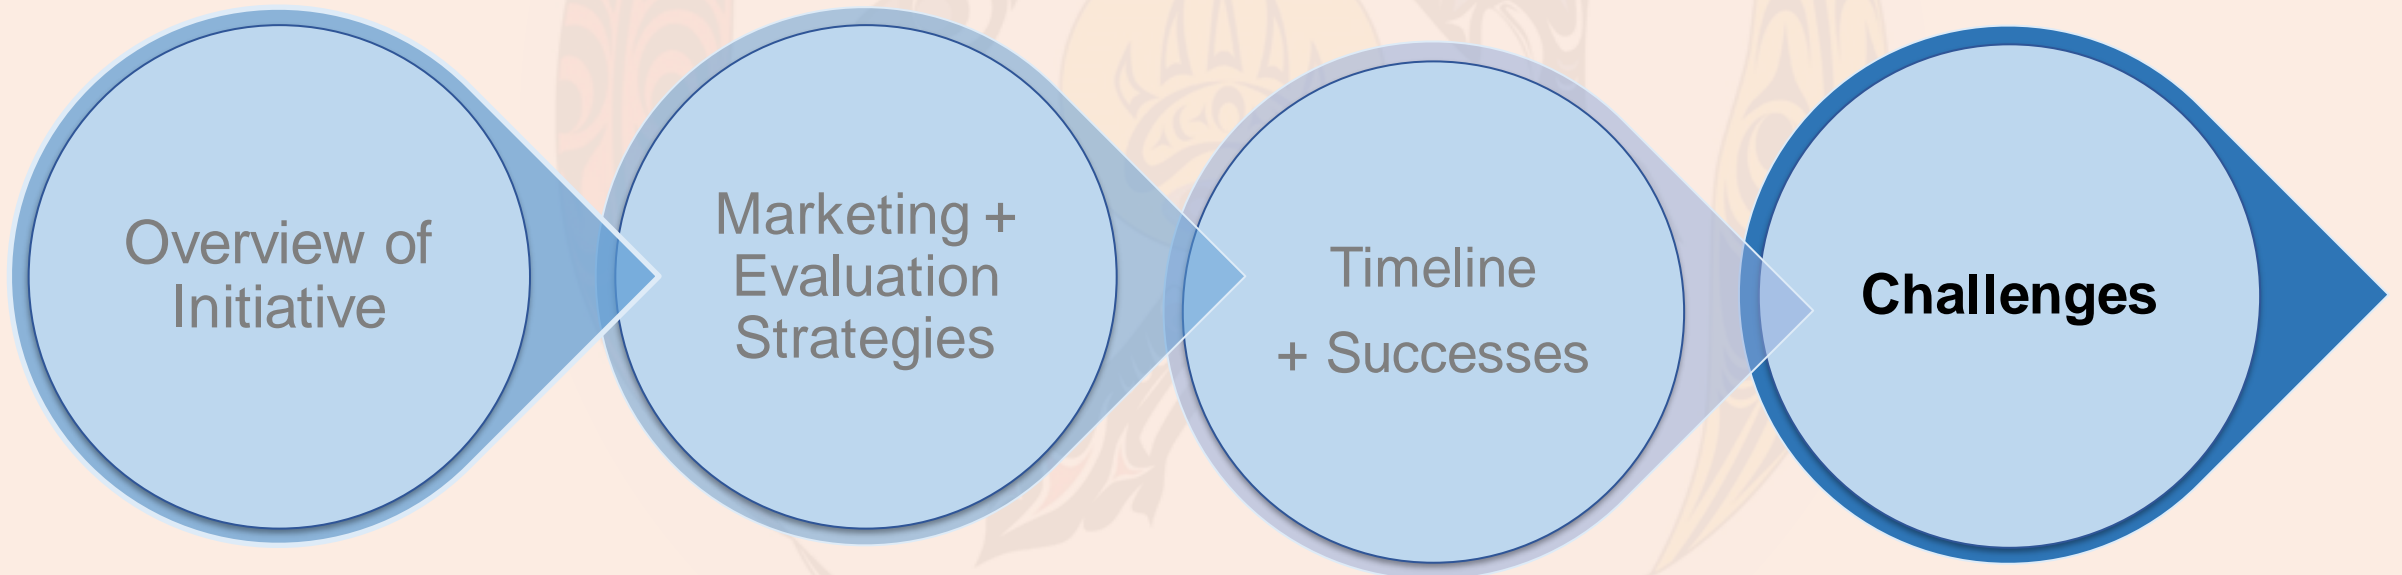 Overview of
Initiative
Marketing +
Evaluation
Strategies
Timeline
+ Successes
Challenges